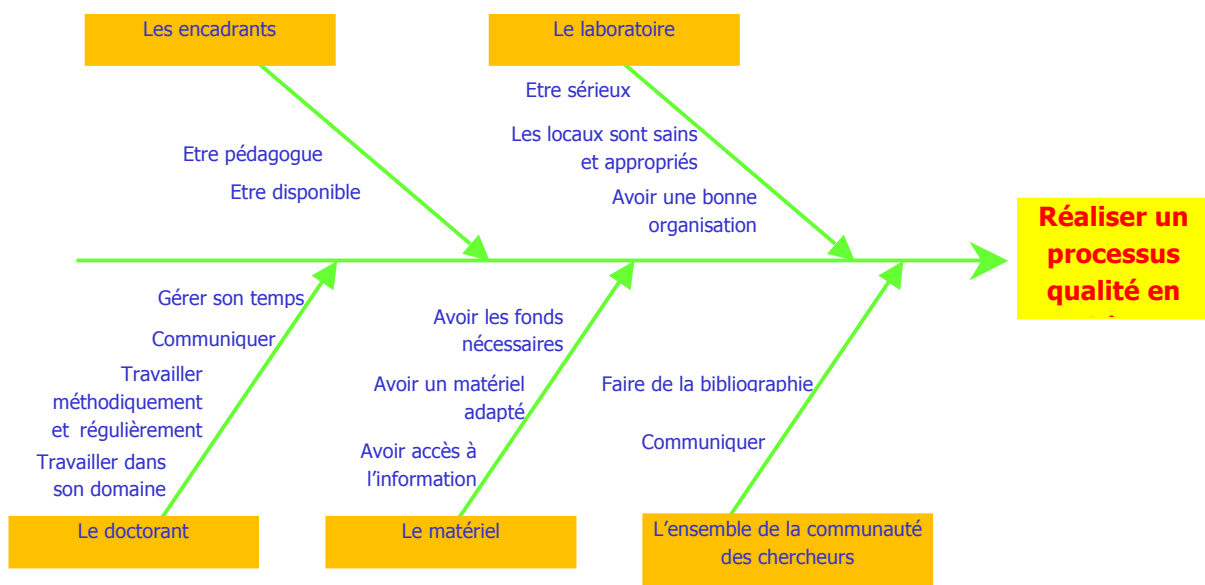 Les encadrants
Le laboratoire
Etre sérieux
Les locaux sont sains
et appropriés
Avoir une bonne
organisation
Etre pédagogue
Etre disponible
Réaliser un
processus
qualité en
Gérer son temps
Communiquer
Travailler
méthodiquement
et régulièrement
Travailler dans
son domaine
Avoir les fonds
nécessaires
Avoir un matériel
adapté
Avoir accès à
l’information
Faire de la bibliographie
Communiquer
Le doctorant
Le matériel
L’ensemble de la communauté
des chercheurs